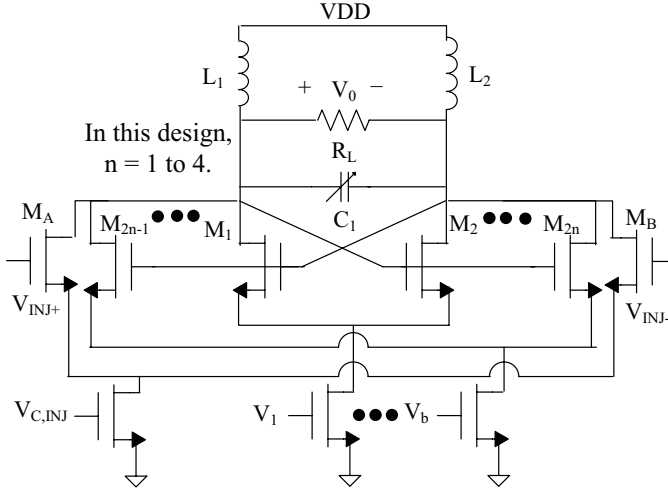 VDD
L1
L2
+ V0 −
In this design,
n = 1 to 4.
RL
C1
MA
M2n-1
M1
M2
M2n
MB
VINJ+
VINJ-
VC,INJ
V1
Vb